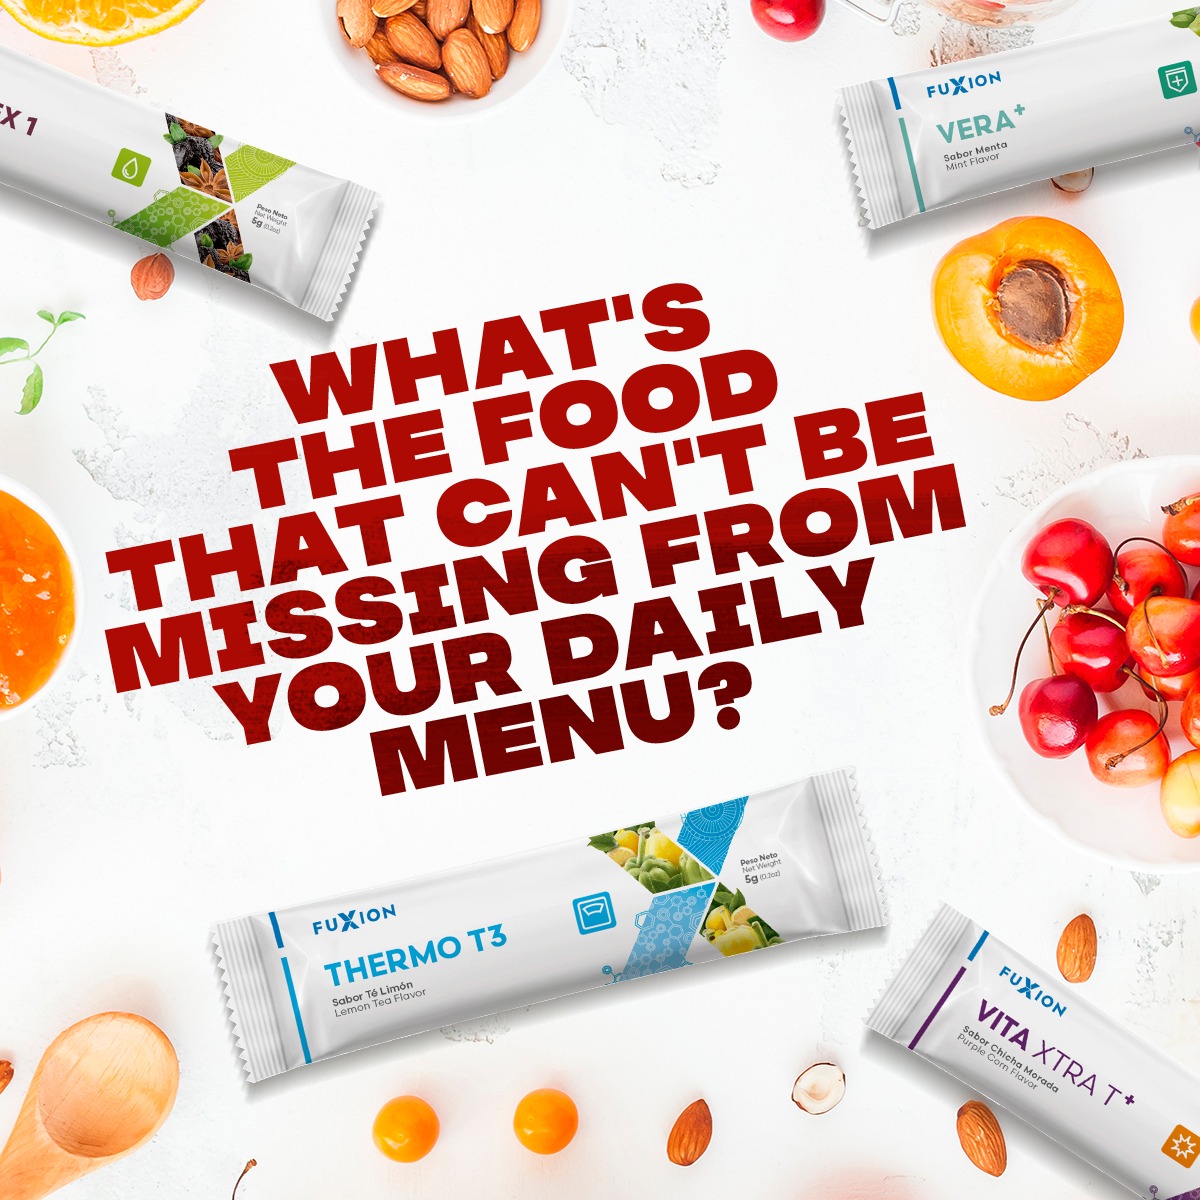 X 1
Peso Neto
Net Weight
5g (0.2oz)
FUXION
VERA+
Sabor Menta
Mint Flavor
WHAT'S
THE FOOD
THAT CAN'T BE
MISSING FROM
YOUR DAILY
MENU?
FUXION
THERMO T3
Sabor Té Limón
Lemon Tea Flavor
Peso Neto
Net Weight
5g (0.2oz)
FUXION
VITA XTRA T+
Sabor Chicha Morada
Purple Corn Flavor